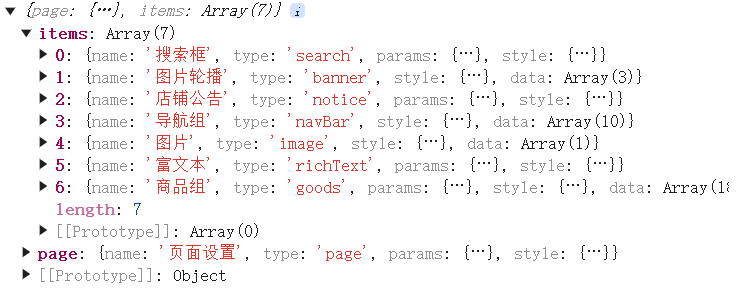 {page: {…}, items: Array(7)} i
items: Array(7)
0: {name: '搜索框', type: 'search', params: {…}, style: {…}}
1: {name: '图片轮播', type: 'banner', style: {…}, data: Array(3)}
2: {name: '店铺公告', type: 'notice', params: {…}, style: {…}}
3: {name: '导航组', type: 'navBar', style: {…}, data: Array(10)}
4: {name: '图片', type: 'image', style: {…}, data: Array(1)}
5: {name: '富文本', type: 'richText', params: {…}, style: {…}}
6: {name: '商品组', type: 'goods', params: {…}, style: {…}, data: Array(18
length: 7
[[Prototype]]: Array(0)
page: {name: '页面设置', type: 'page', params: {…}, style: {…}}
[[Prototype]]: Object